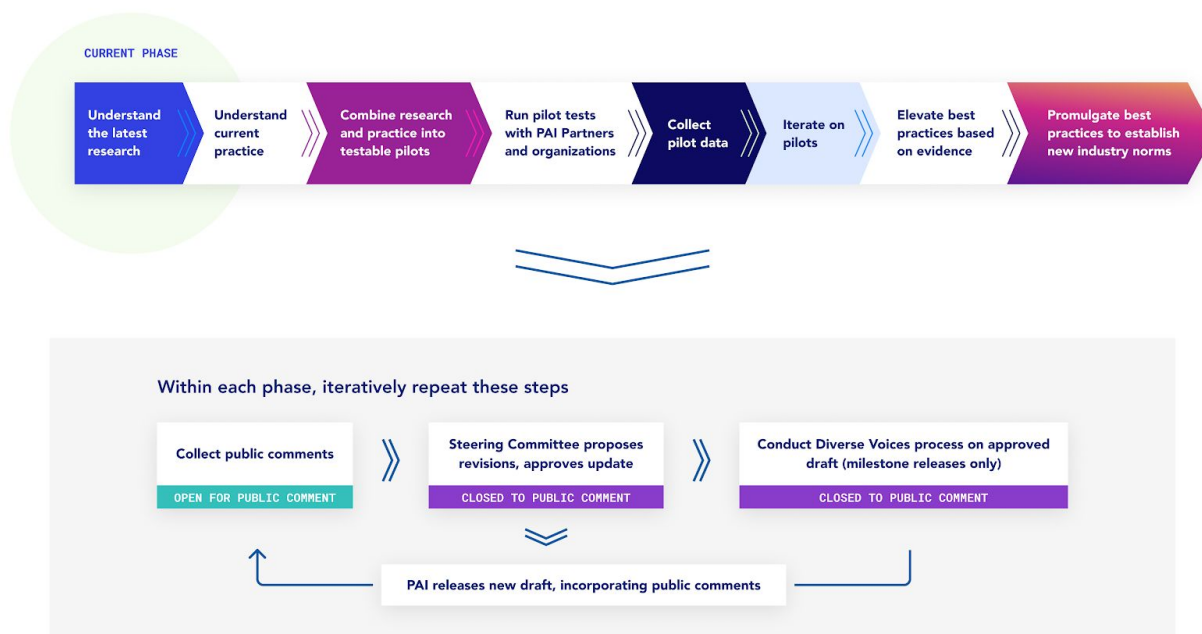 CURRENT PHASE
Understand
the latest
research
Understand
current
practice
Combine research
and practice into
testable pilots
Run pilot tests
with PAI Partners
and organizations
Collect
pilot data
Iterate on
pilots
Elevate best
practices based
on evidence
Promulgate best
practices to establish
new industry norms
Within each phase, iteratively repeat these steps
Collect public comments
OPEN FOR PUBLIC COMMENT
Steering Committee proposes
revisions, approves update
CLOSED TO PUBLIC COMMENT
Conduct Diverse Voices process on approved
draft (milestone releases only)
CLOSED TO PUBLIC COMMENT
PAI releases new draft, incorporating public comments